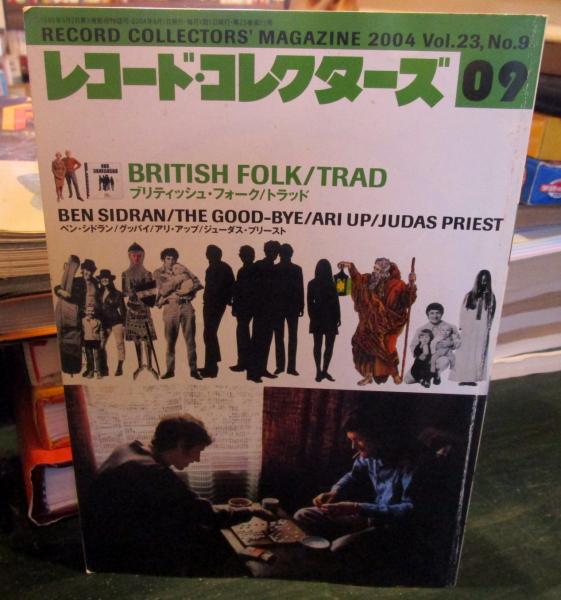 RECORD COLLECTORS' MAGAZINE 2004 Vol.23, No.9
レコード・コレクターズ 09
BRITISH FOLK/TRAD
ブリティッシュ・フォーク/トラッド
BEN SIDRAN/THE GOOD-BYE/ARI UP/JUDAS PRIEST
ベン・シドラン/グッバイ/アリ・アップ/ジューダス・プリースト